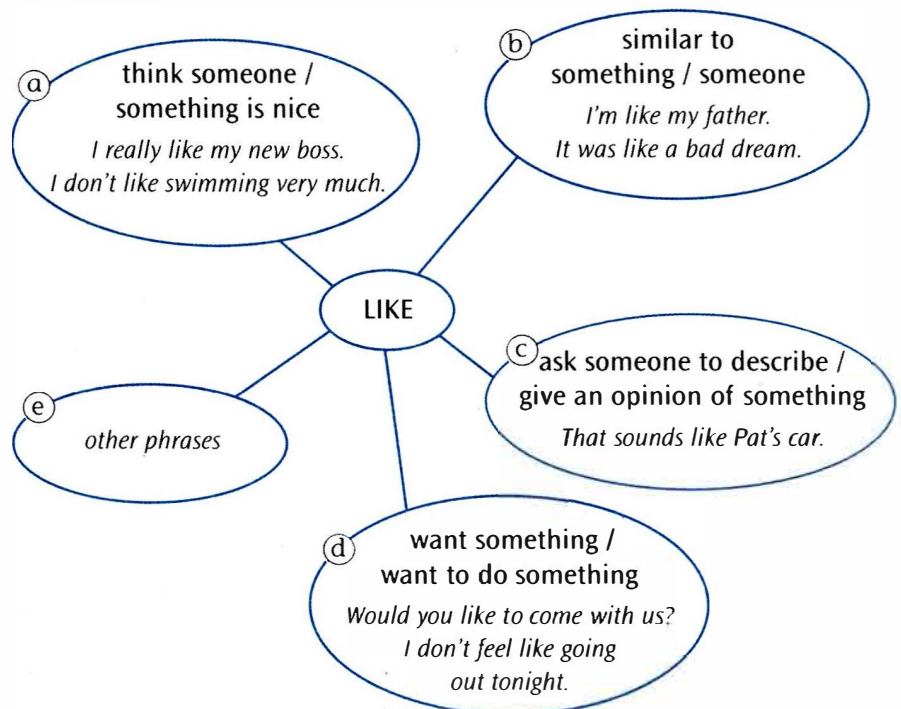 a
think someone /
something is nice
I really like my new boss.
I don't like swimming very much.
b
similar to
something / someone
I'm like my father.
It was like a bad dream.
LIKE
c
ask someone to describe /
give an opinion of something
That sounds like Pat's car.
e
other phrases
d
want something /
want to do something
Would you like to come with us?
I don't feel like going
out tonight.